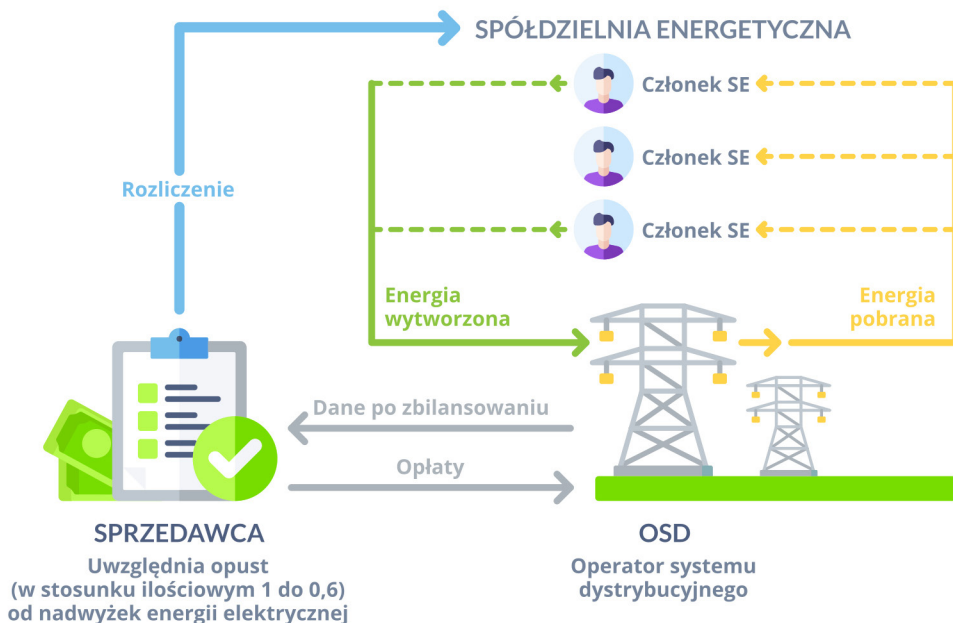 SPÓŁDZIELNIA ENERGETYCZNA
Członek SE
Członek SE
Członek SE
Rozliczenie
Energia
wytworzona
Energia
pobrana
Dane po zbilansowaniu
Opłaty
SPRZEDAWCA
Uwzględnia opust
(w stosunku ilościowym 1 do 0,6)
od nadwyżek energii elektrycznej
OSD
Operator systemu
dystrybucyjnego